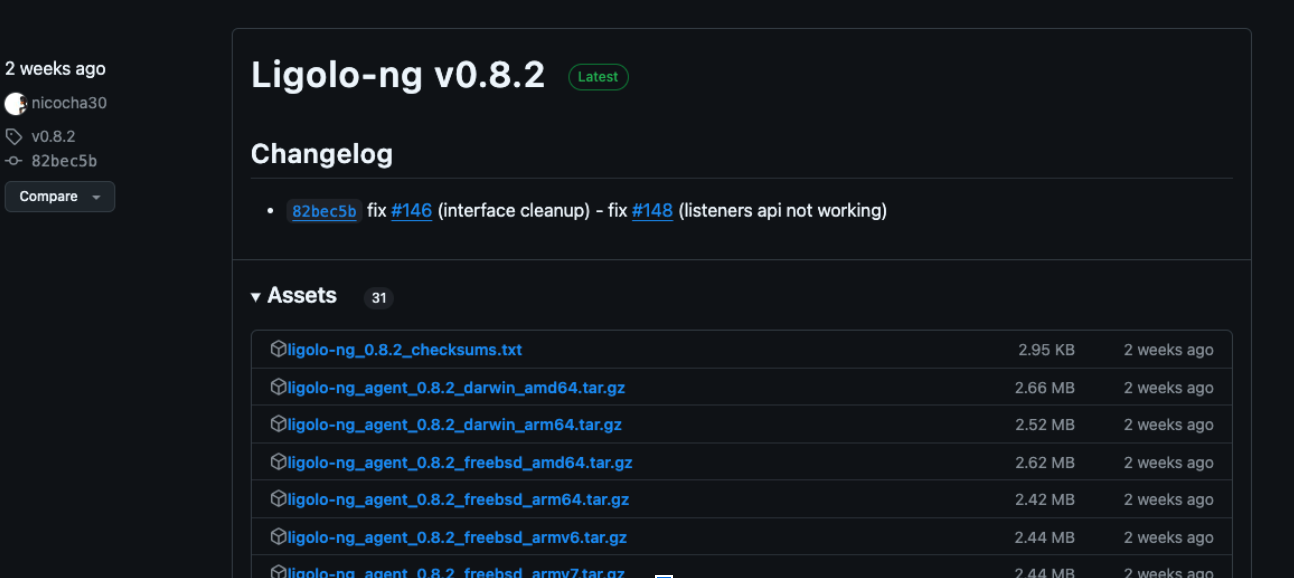 2 weeks ago
nicocha30
v0.8.2
82bec5b
Compare
Ligolo-ng v0.8.2 Latest
Changelog
• 82bec5b fix #146 (interface cleanup) - fix #148 (listeners api not working)
Assets 31
ligolo-ng_0.8.2_checksums.txt 2.95 KB 2 weeks ago
ligolo-ng_agent_0.8.2_darwin_amd64.tar.gz 2.66 MB 2 weeks ago
ligolo-ng_agent_0.8.2_darwin_arm64.tar.gz 2.52 MB 2 weeks ago
ligolo-ng_agent_0.8.2_freebsd_amd64.tar.gz 2.62 MB 2 weeks ago
ligolo-ng_agent_0.8.2_freebsd_arm64.tar.gz 2.42 MB 2 weeks ago
ligolo-ng_agent_0.8.2_freebsd_armv6.tar.gz 2.44 MB 2 weeks ago
ligolo-ng_agent_0.8.2_freebsd_armv7.tar.gz 2.44 MB 2 weeks ago